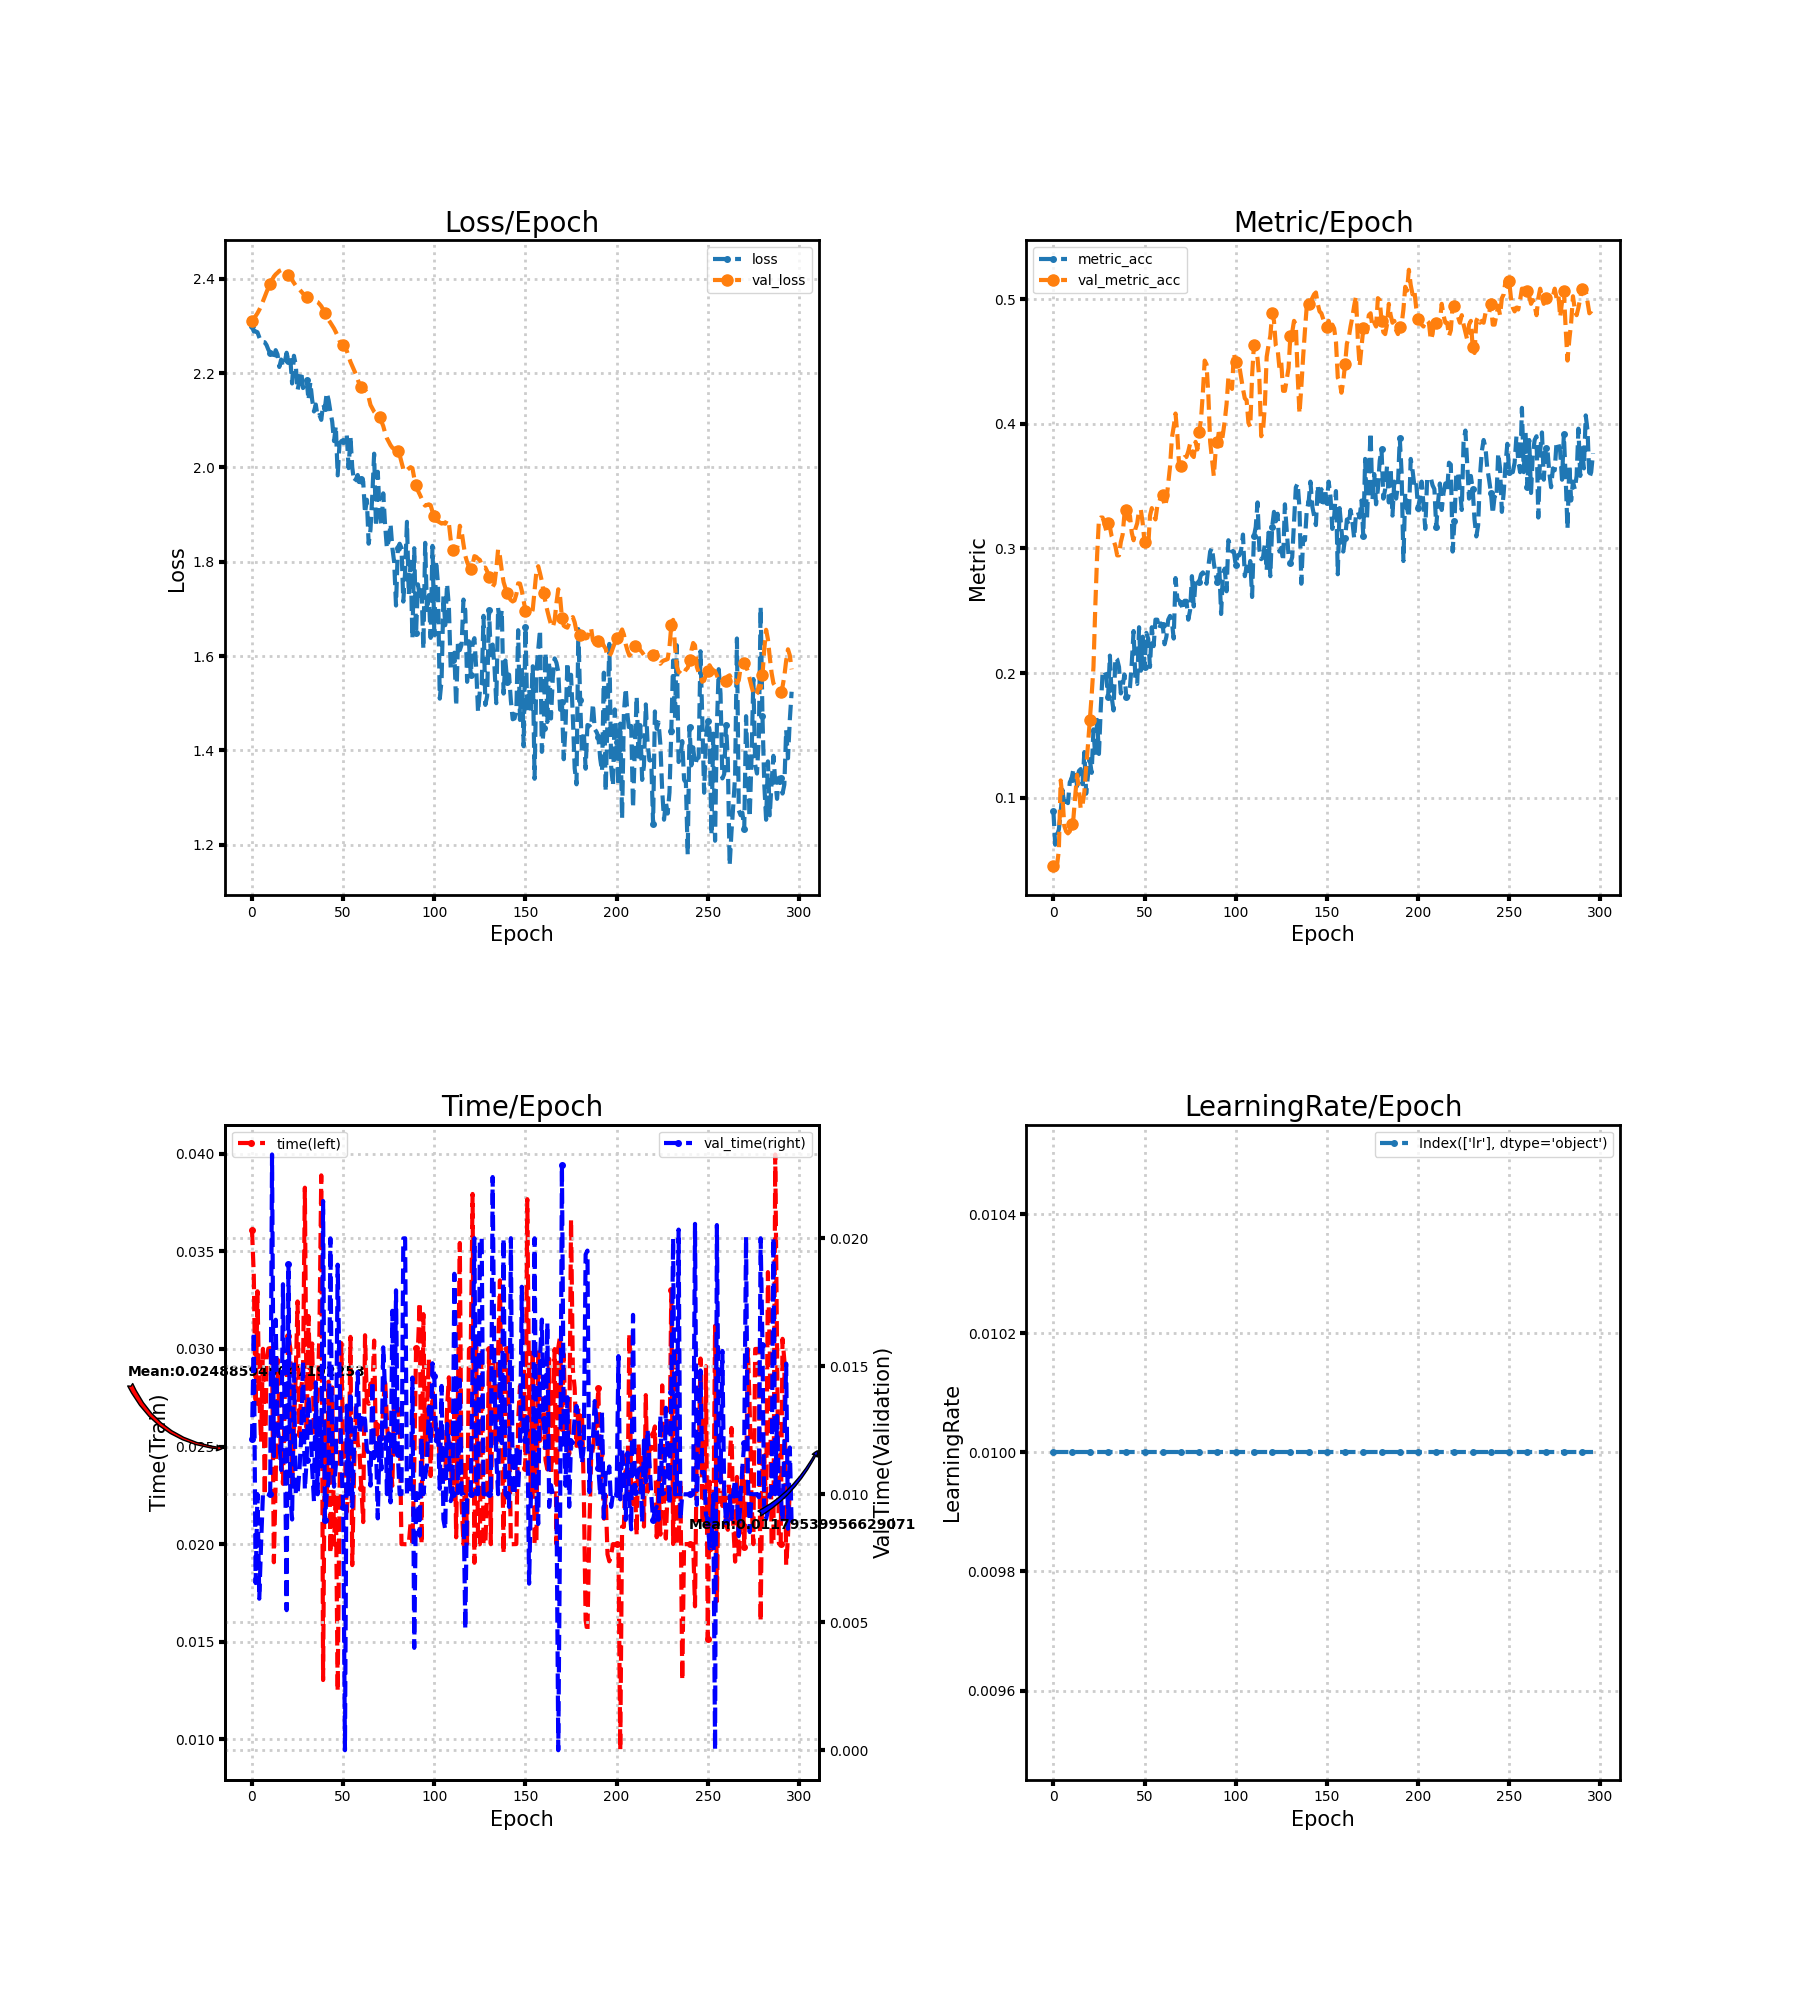 Loss/Epoch
loss
val_loss
2.4
2.2
2.0
1.8
1.6
1.4
1.2
Loss
0
50
100
150
200
250
300
Epoch
Metric/Epoch
metric_acc
val_metric_acc
0.5
0.4
0.3
0.2
0.1
Metric
0
50
100
150
200
250
300
Epoch
Time/Epoch
time(left)
val_time(right)
0.040
0.035
0.030
0.025
0.020
0.015
0.010
Time(Train)
0.020
0.015
0.010
0.005
0.000
Mean:0.01179539956629071
0
50
100
150
200
250
300
Epoch
LearningRate/Epoch
Index(['lr'], dtype='object')
0.0104
0.0102
0.0100
0.0098
0.0096
LearningRate
0
50
100
150
200
250
300
Epoch